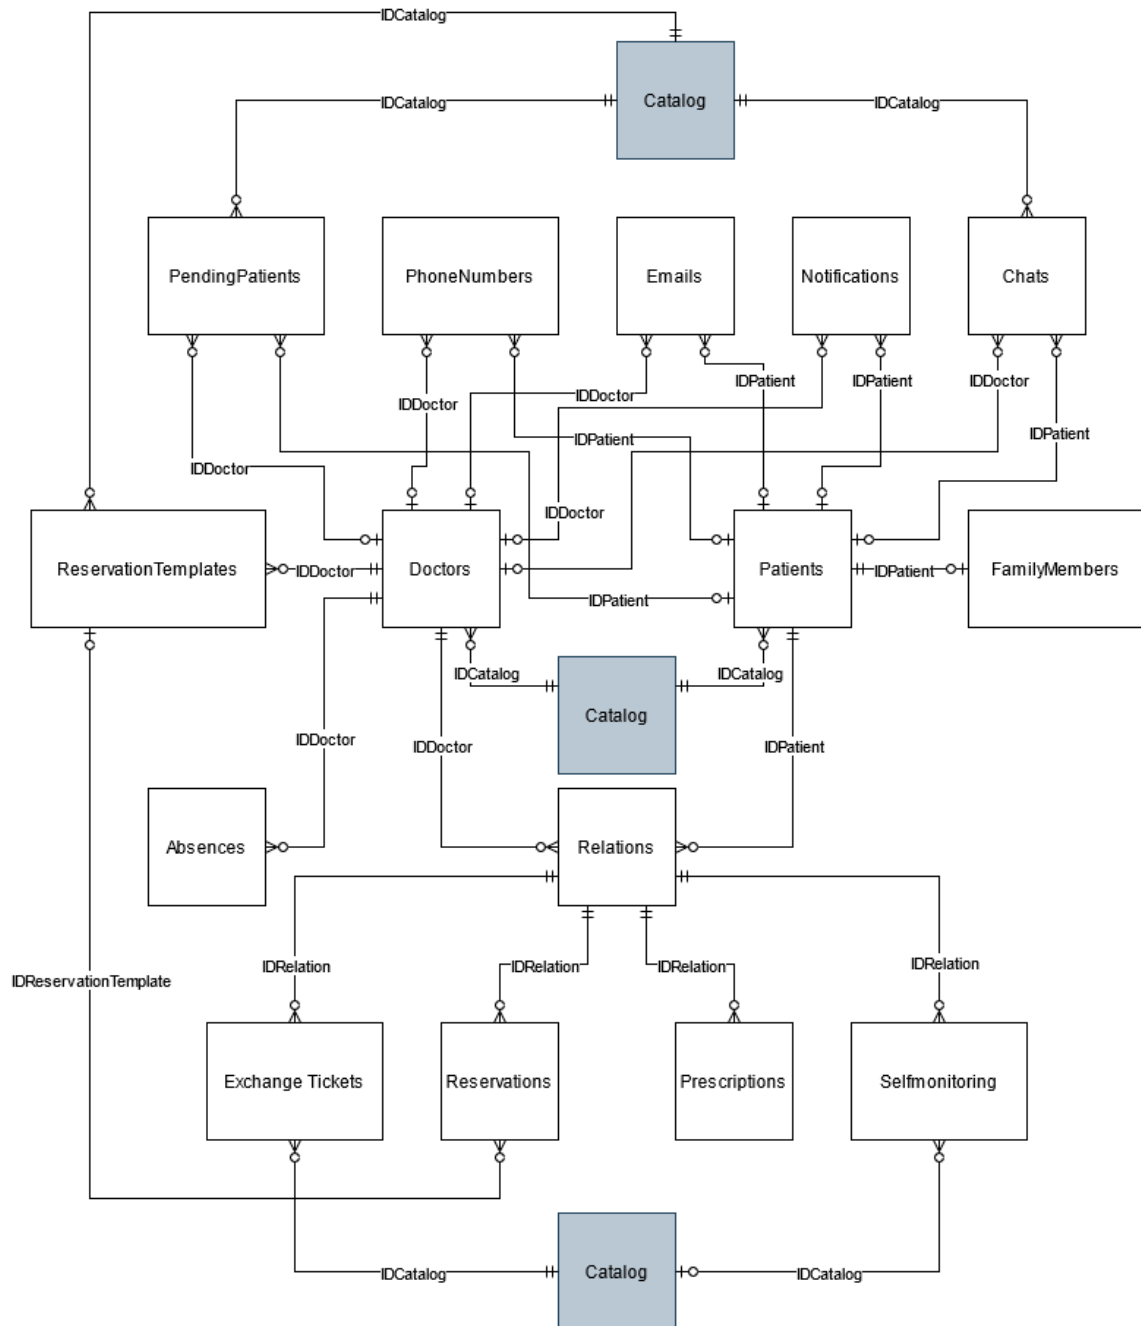 IDCatalog
Catalog
IDCatalog
IDCatalog
PendingPatients
PhoneNumbers
Emails
Notifications
Chats
IDPatient
IDPatient
IDDoctor
IDDoctor
IDDoctor
IDPatient
IDPatient
IDDoctor
IDDoctor
ReservationTemplates
IDDoctor
Doctors
Patients
IDPatient
FamilyMembers
IDPatient
IDCatalog
IDCatalog
Catalog
IDDoctor
IDDoctor
IDPatient
Absences
Relations
IDReservationTemplate
IDRelation
IDRelation
IDRelation
IDRelation
Exchange Tickets
Reservations
Prescriptions
Selfmonitoring
IDCatalog
Catalog
IDCatalog